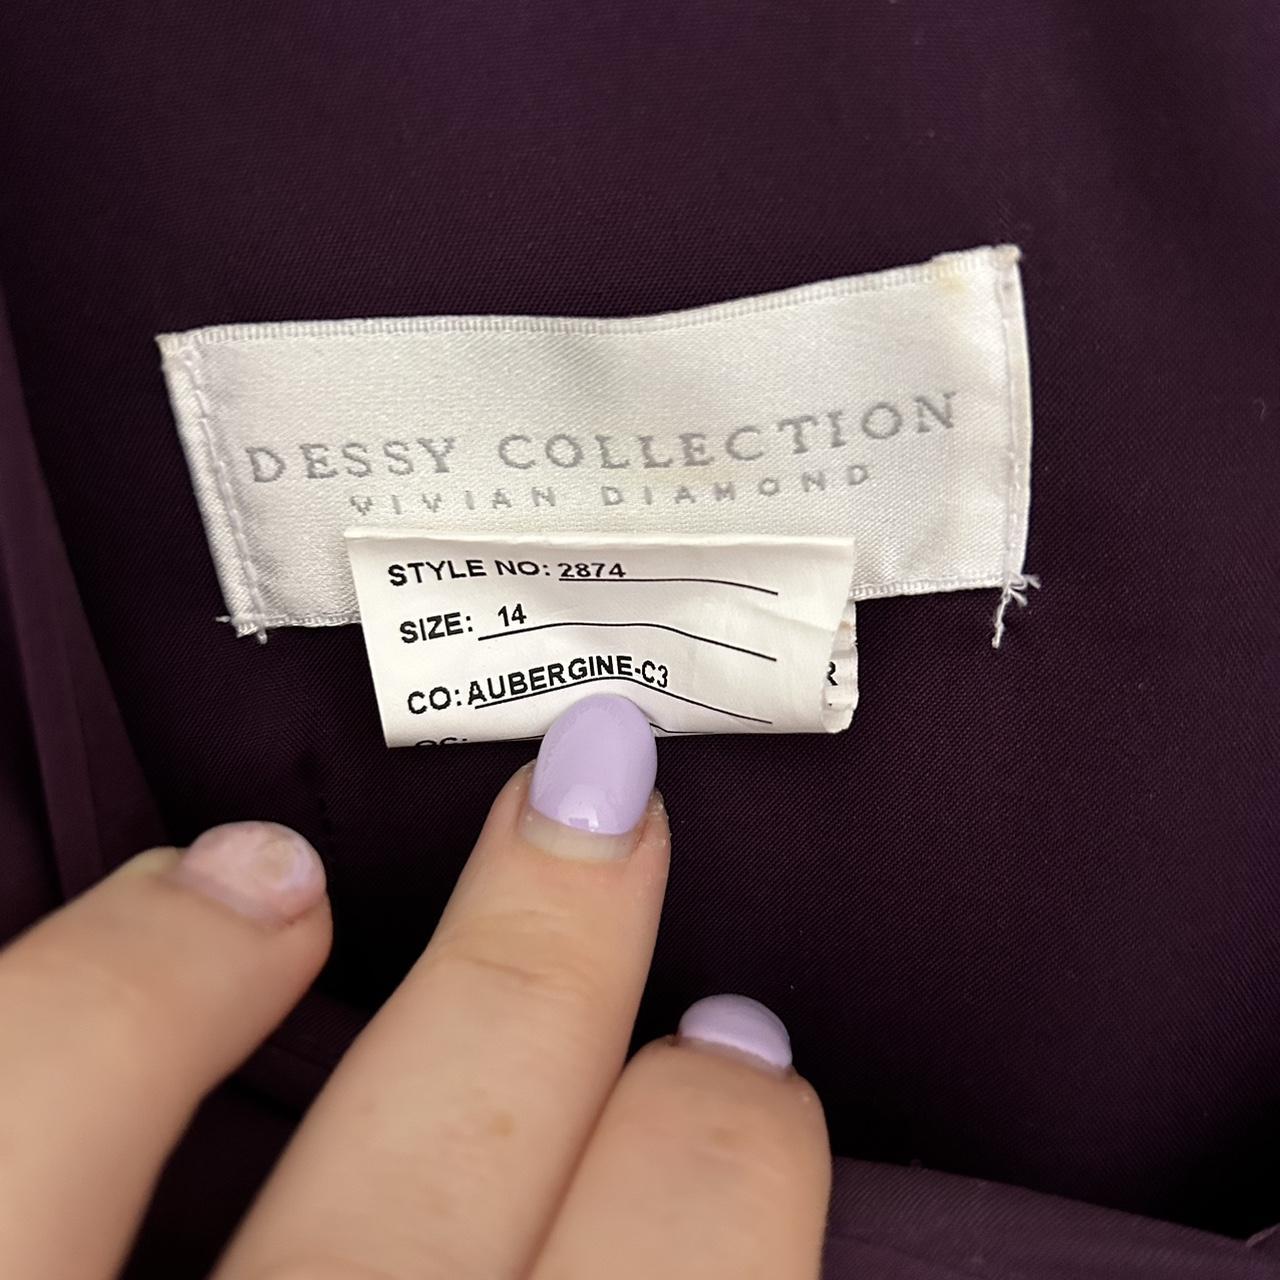 DESSY COLLECTION
VIVIAN DIAMOND
STYLE NO: 2874
SIZE: 14
CO: AUBERGINE-C3
R